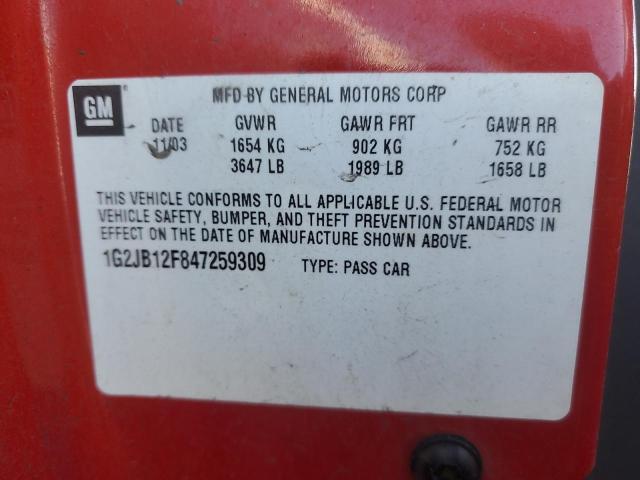 GM
MFD BY GENERAL MOTORS CORP
DATE GVWR GAWR FRT GAWR RR
11/03 1654 KG 902 KG 752 KG
3647 LB 1989 LB 1658 LB
THIS VEHICLE CONFORMS TO ALL APPLICABLE U.S. FEDERAL MOTOR
VEHICLE SAFETY, BUMPER, AND THEFT PREVENTION STANDARDS IN
EFFECT ON THE DATE OF MANUFACTURE SHOWN ABOVE.
1G2JB12F847259309 TYPE: PASS CAR